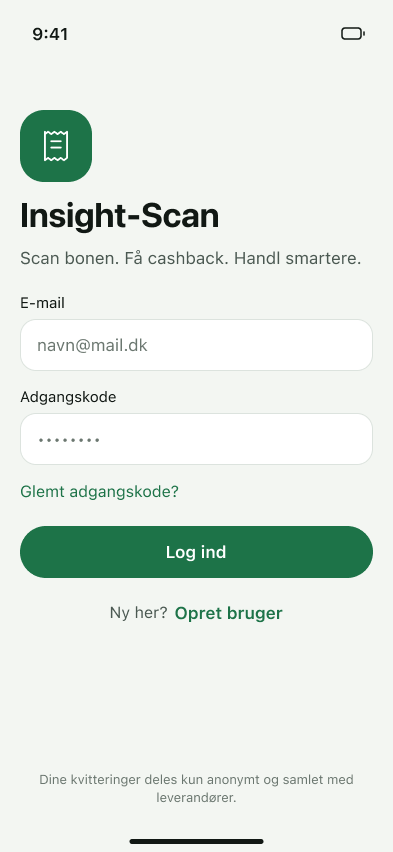 9:41
Insight-Scan
Scan bonen. Få cashback. Handl smartere.
E-mail
navn@mail.dk
Adgangskode
••••••••
Glemt adgangskode?
Log ind
Ny her? Opret bruger
Dine kvitteringer deles kun anonymt og samlet med
leverandører.